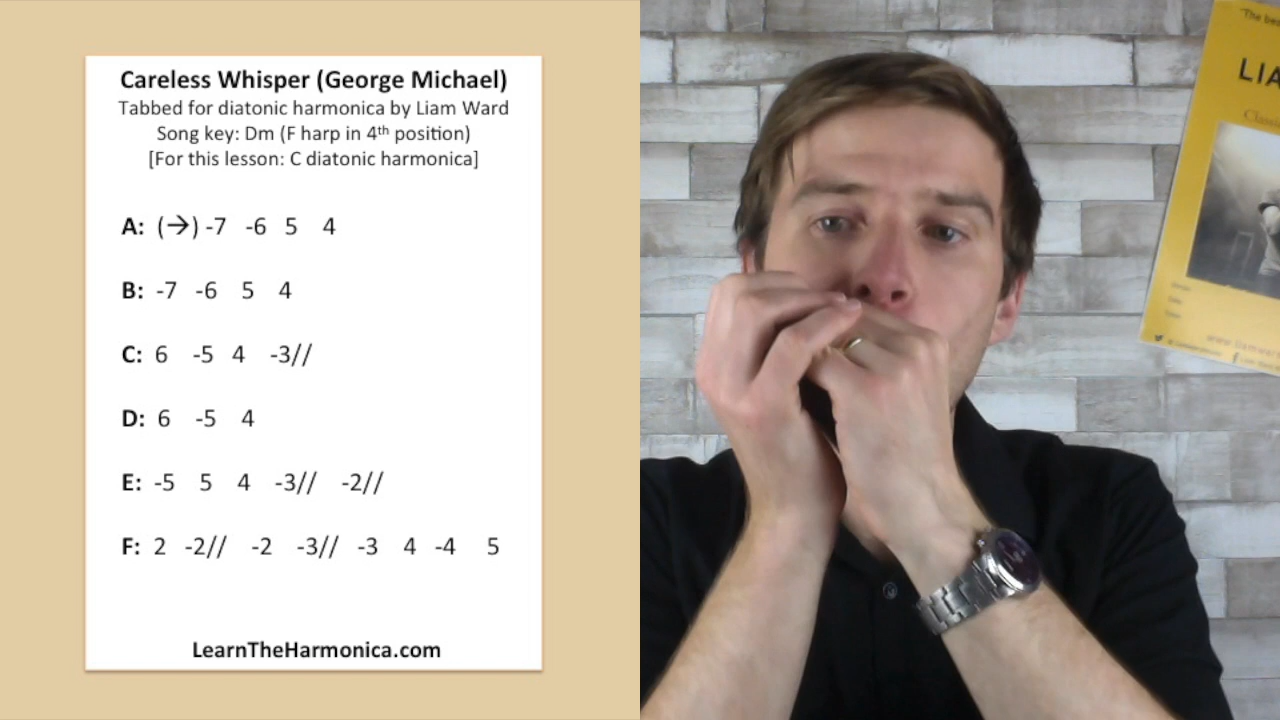 Careless Whisper (George Michael)
Tabbed for diatonic harmonica by Liam Ward
Song key: Dm (F harp in 4th position)
[For this lesson: C diatonic harmonica]
A: (→) -7 -6 5 4
B: -7 -6 5 4
C: 6 -5 4 -3//
D: 6 -5 4
E: -5 5 4 -3// -2//
F: 2 -2// -2 -3// -3 4 -4 5
LearnTheHarmonica.com
"The
LIA